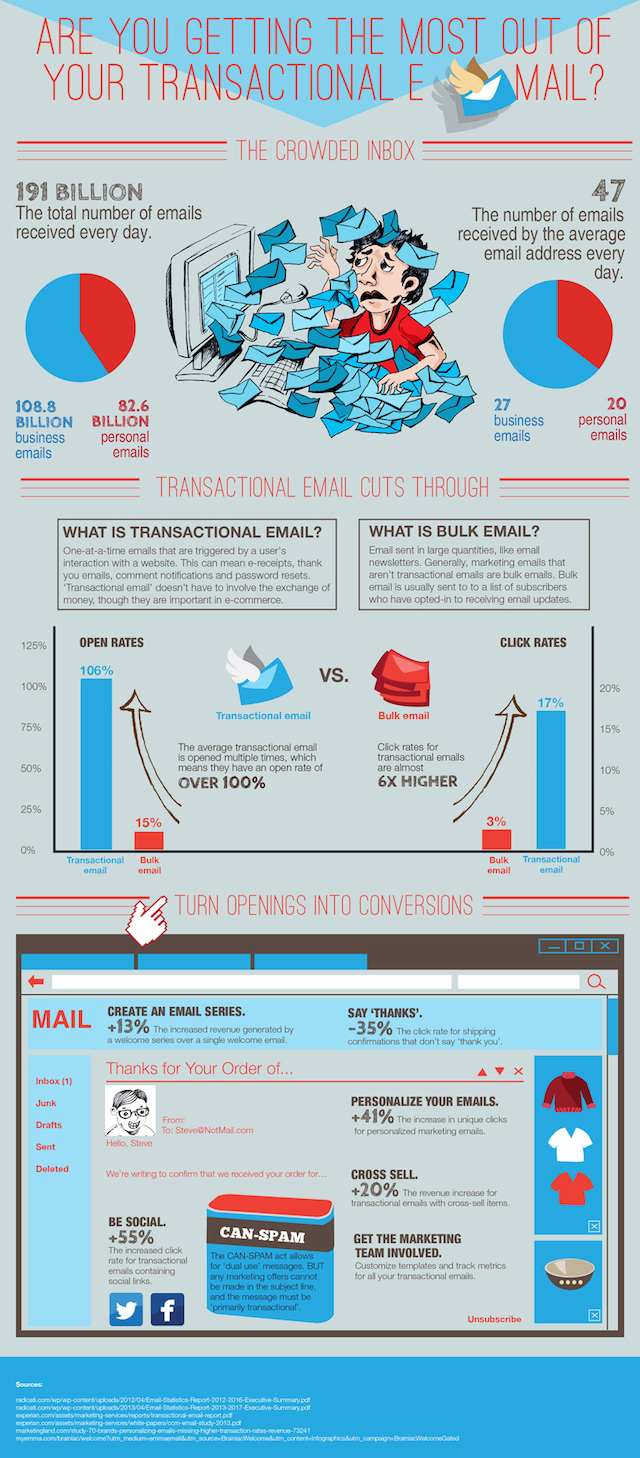 ARE YOU GETTING THE MOST OUT OF
YOUR TRANSACTIONAL E MAIL?
THE CROWDED INBOX
191 BILLION
The total number of emails
received every day.
47
The number of emails
received by the average
email address every
day.
108.8
BILLION
business
emails
82.6
BILLION
personal
emails
27
business
emails
20
personal
emails
TRANSACTIONAL EMAIL CUTS THROUGH
WHAT IS TRANSACTIONAL EMAIL?
One-at-a-time emails that are triggered by a user's
interaction with a website. This can mean e-receipts, thank
you emails, comment notifications and password resets.
'Transactional email' doesn't have to involve the exchange of
money, though they are important in e-commerce.
WHAT IS BULK EMAIL?
Email sent in large quantities, like email
newsletters. Generally, marketing emails that
aren't transactional emails are bulk emails. Bulk
email is usually sent to to a list of subscribers
who have opted-in to receiving email updates.
OPEN RATES
125%
100%
75%
50%
25%
0%
106%
15%
Transactional
email
Bulk
email
Transactional email
VS.
Bulk email
The average transactional email
is opened multiple times, which
means they have an open rate of
OVER 100%
Click rates for
transactional emails
are almost
6X HIGHER
CLICK RATES
20%
15%
10%
5%
0%
17%
3%
Bulk
email
Transactional
email
TURN OPENINGS INTO CONVERSIONS
MAIL
CREATE AN EMAIL SERIES.
+13% The increased revenue generated by
a welcome series over a single welcome email.
SAY 'THANKS'.
-35% The click rate for shipping
confirmations that don't say 'thank you'.
Inbox (1)
Junk
Drafts
Sent
Deleted
Thanks for Your Order of...
From:
To: Steve@NotMail.com
Hello, Steve
We're writing to confirm that we received your order for...
PERSONALIZE YOUR EMAILS.
+41% The increase in unique clicks
for personalized marketing emails.
CROSS SELL.
+20% The revenue increase for
transactional emails with cross-sell items.
BE SOCIAL.
+55%
The increased click
rate for transactional
emails containing
social links.
CAN-SPAM
The CAN-SPAM act allows
for 'dual use' messages. BUT
any marketing offers cannot
be made in the subject line,
and the message must be
'primarily transactional'.
GET THE MARKETING
TEAM INVOLVED.
Customize templates and track metrics
for all your transactional emails.
Unsubscribe
Sources:
radicati.com/wp/wp-content/uploads/2012/04/Email-Statistics-Report-2012-2016-Executive-Summary.pdf
radicati.com/wp/wp-content/uploads/2013/04/Email-Statistics-Report-2013-2017-Executive-Summary.pdf
experian.com/assets/marketing-services/reports/transactional-email-report.pdf
experian.com/assets/marketing-services/white-papers/ccm-email-study-2013.pdf
marketingland.com/study-70-brands-personalizing-emails-missing-higher-transaction-rates-revenue-73241
myemma.com/brainiac/welcome?utm_medium=emmaemail&utm_source=BrainiacWelcome&utm_content=Infographics&utm_campaign=BrainiacWelcomeGated